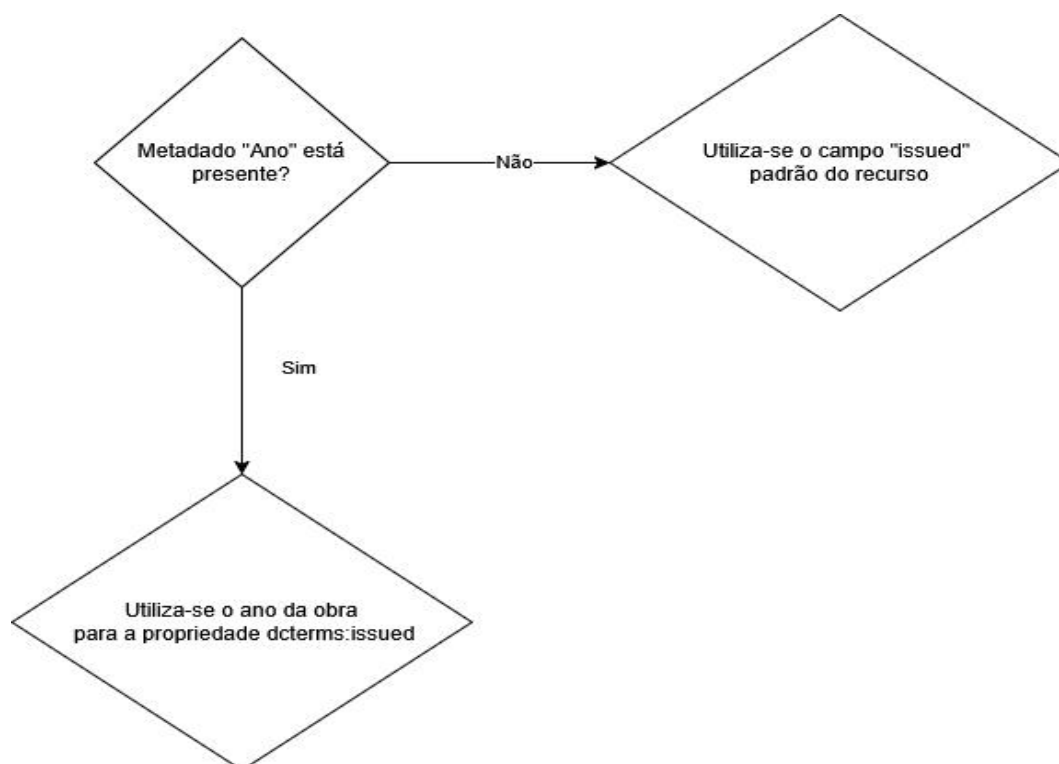 Metadado "Ano" está
presente?
Não
Utiliza-se o campo "issued"
padrão do recurso
Sim
Utiliza-se o ano da obra
para a propriedade dcterms:issued